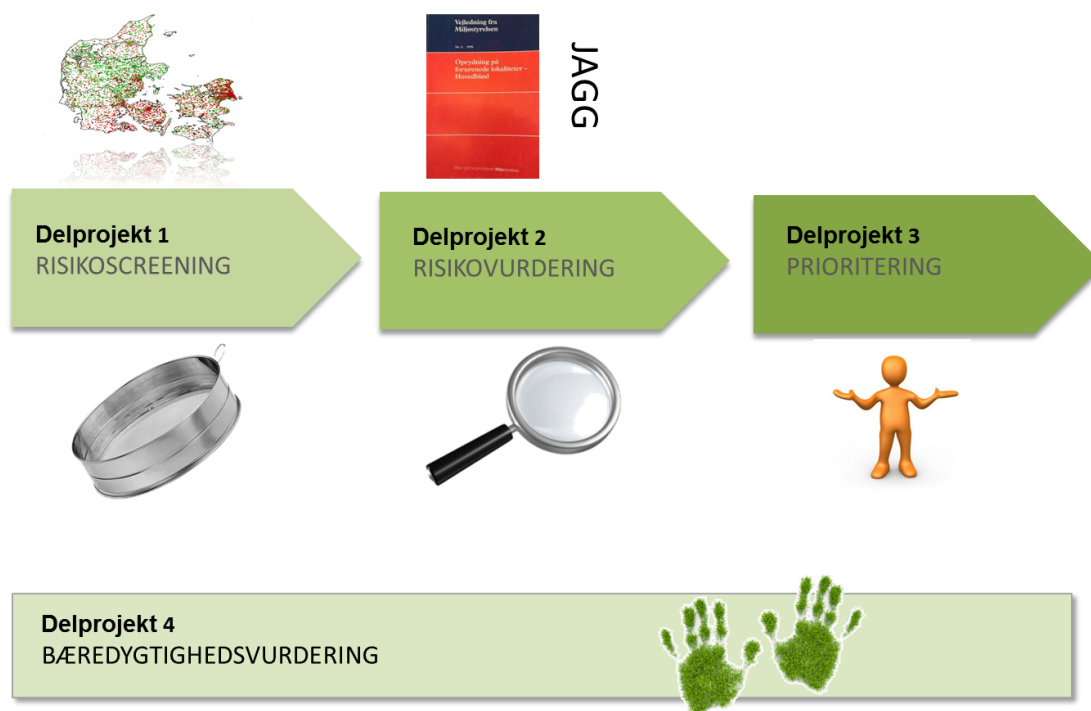 Vejledning fra
Miljøstyrelsen
Oprydning på
forurenede lokaliteter –
Hovedbind
JAGG
Delprojekt 1
RISIKOSCREENING
Delprojekt 2
RISIKOVURDERING
Delprojekt 3
PRIORITERING
Delprojekt 4
BÆREDYGTIGHEDSVURDERING